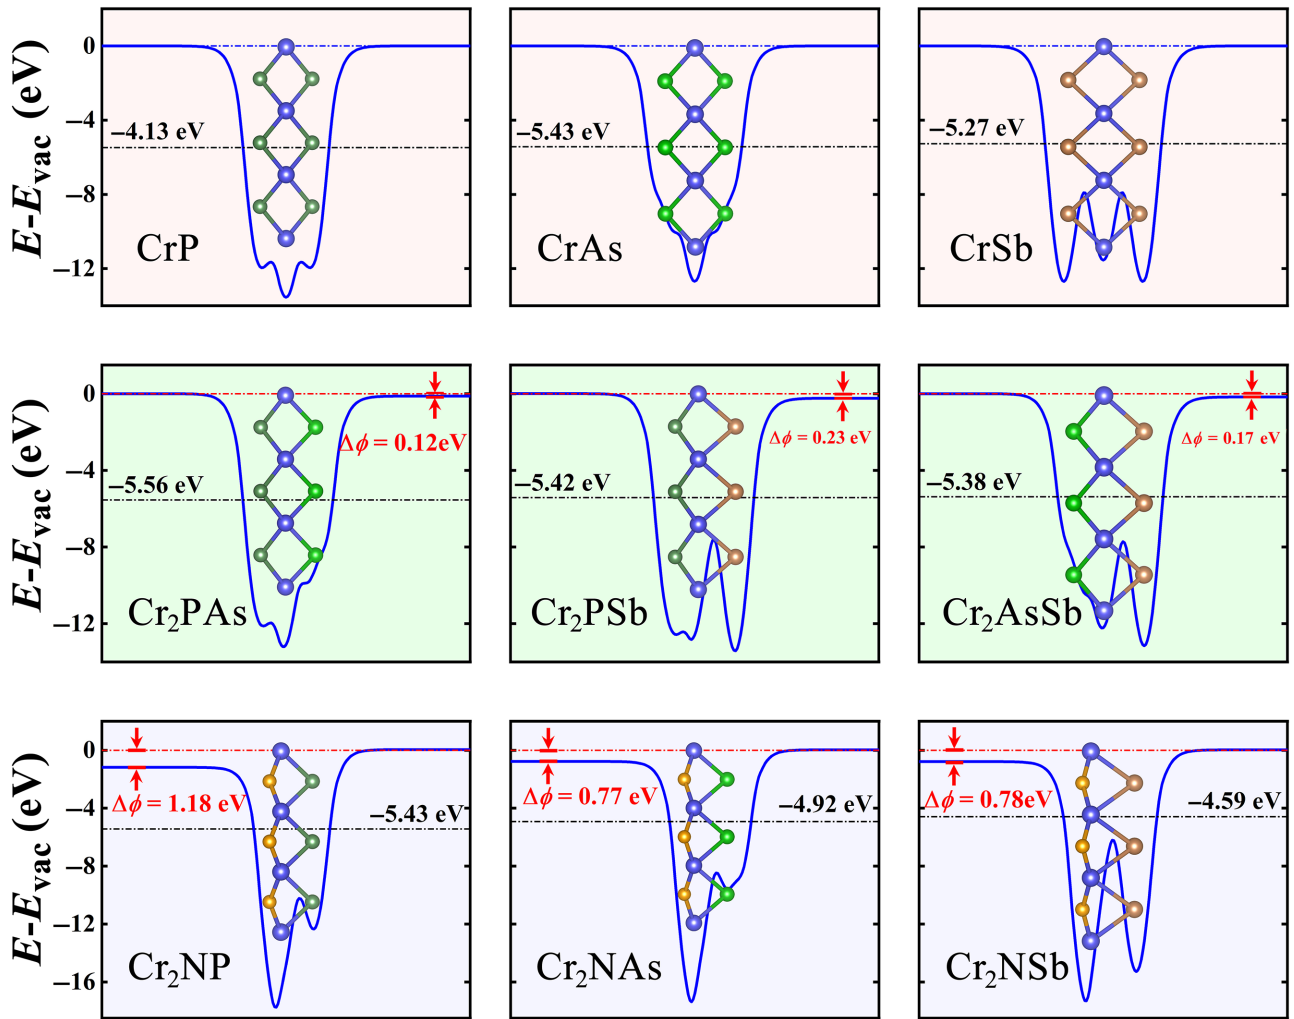 E-Evac (eV)
0
−4
−8
−12
−4.13 eV
CrP
−5.43 eV
CrAs
−5.27 eV
CrSb
E-Evac (eV)
0
−4
−8
−12
Δϕ = 0.12eV
−5.56 eV
Cr₂PAs
Δϕ = 0.23 eV
−5.42 eV
Cr₂PSb
Δϕ = 0.17 eV
−5.38 eV
Cr₂AsSb
E-Evac (eV)
0
−4
−8
−12
−16
Δϕ = 1.18 eV
−5.43 eV
Cr₂NP
Δϕ = 0.77 eV
−4.92 eV
Cr₂NAs
Δϕ = 0.78eV
−4.59 eV
Cr₂NSb